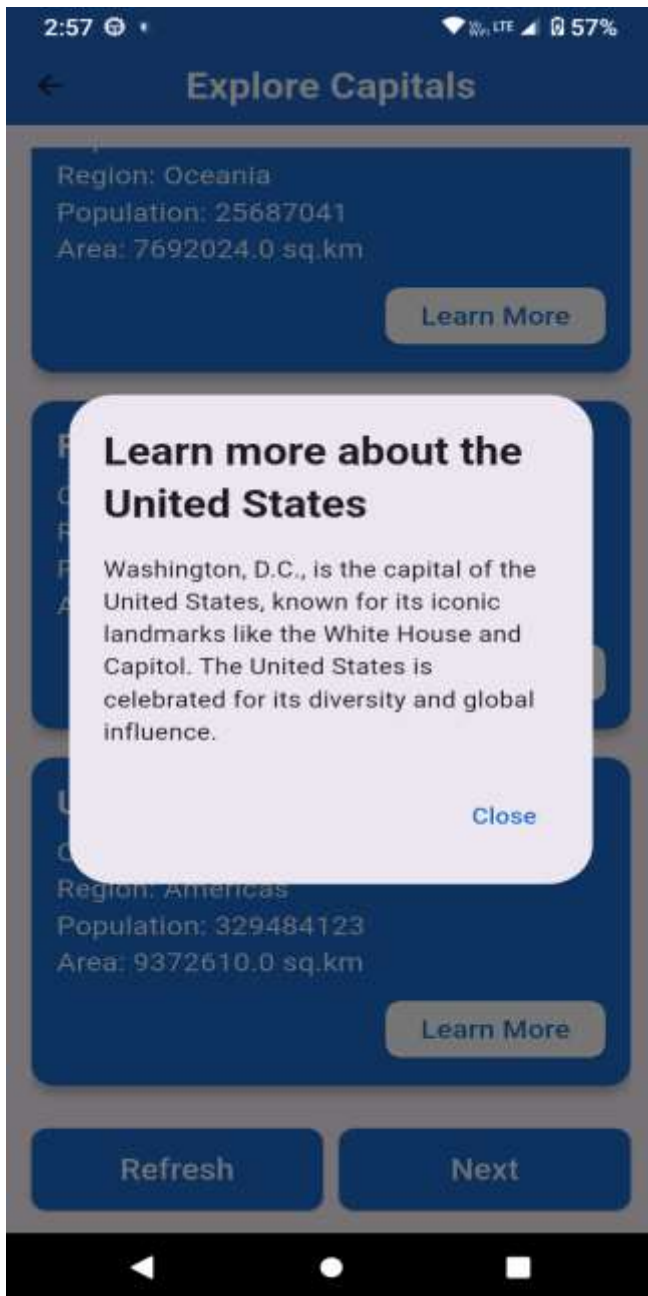 2:57
LTE 57%
Explore Capitals
Region: Oceania
Population: 25687041
Area: 7692024.0 sq.km
Learn More
Learn more about the
United States
Washington, D.C., is the capital of the
United States, known for its iconic
landmarks like the White House and
Capitol. The United States is
celebrated for its diversity and global
influence.
Close
Region: Americas
Population: 329484123
Area: 9372610.0 sq.km
Learn More
Refresh
Next